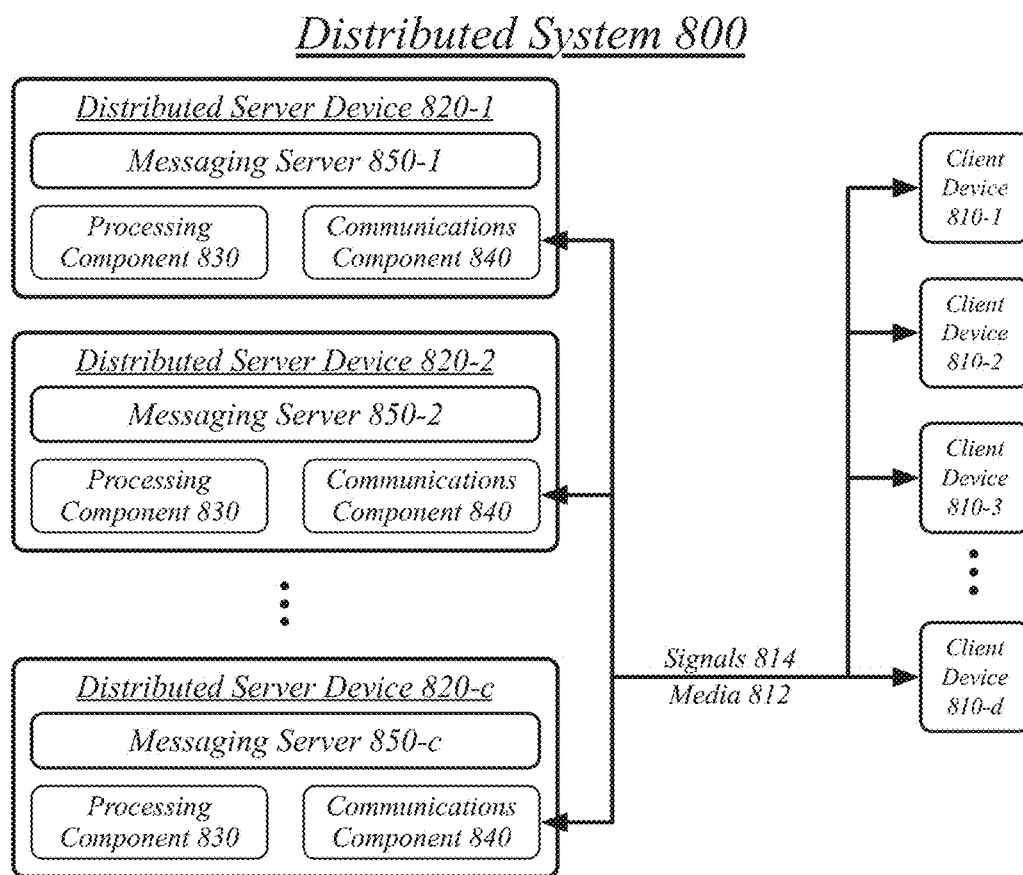 Distributed System 800
Distributed Server Device 820-1
Messaging Server 850-1
Processing
Component 830
Communications
Component 840
Distributed Server Device 820-2
Messaging Server 850-2
Processing
Component 830
Communications
Component 840
Distributed Server Device 820-c
Messaging Server 850-c
Processing
Component 830
Communications
Component 840
Signals 814
Media 812
Client
Device
810-1
Client
Device
810-2
Client
Device
810-3
Client
Device
810-d